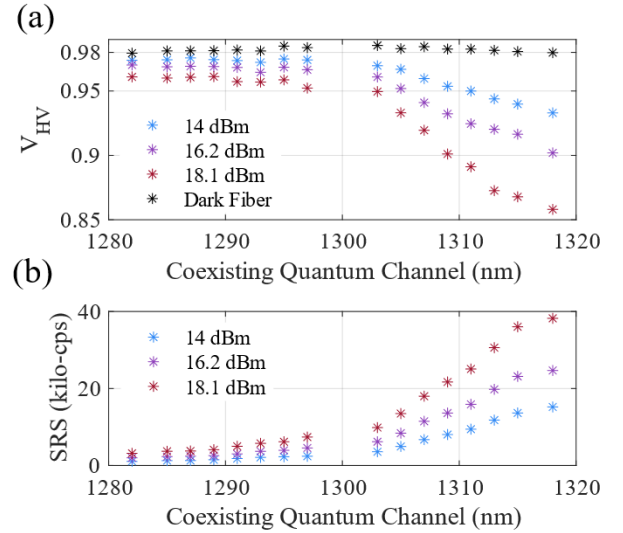 (a)
0.98
0.95
0.9
0.85
V_HV
14 dBm
16.2 dBm
18.1 dBm
Dark Fiber
1280 1290 1300 1310 1320
Coexisting Quantum Channel (nm)
(b)
40
20
0
SRS (kilo-cps)
14 dBm
16.2 dBm
18.1 dBm
1280 1290 1300 1310 1320
Coexisting Quantum Channel (nm)